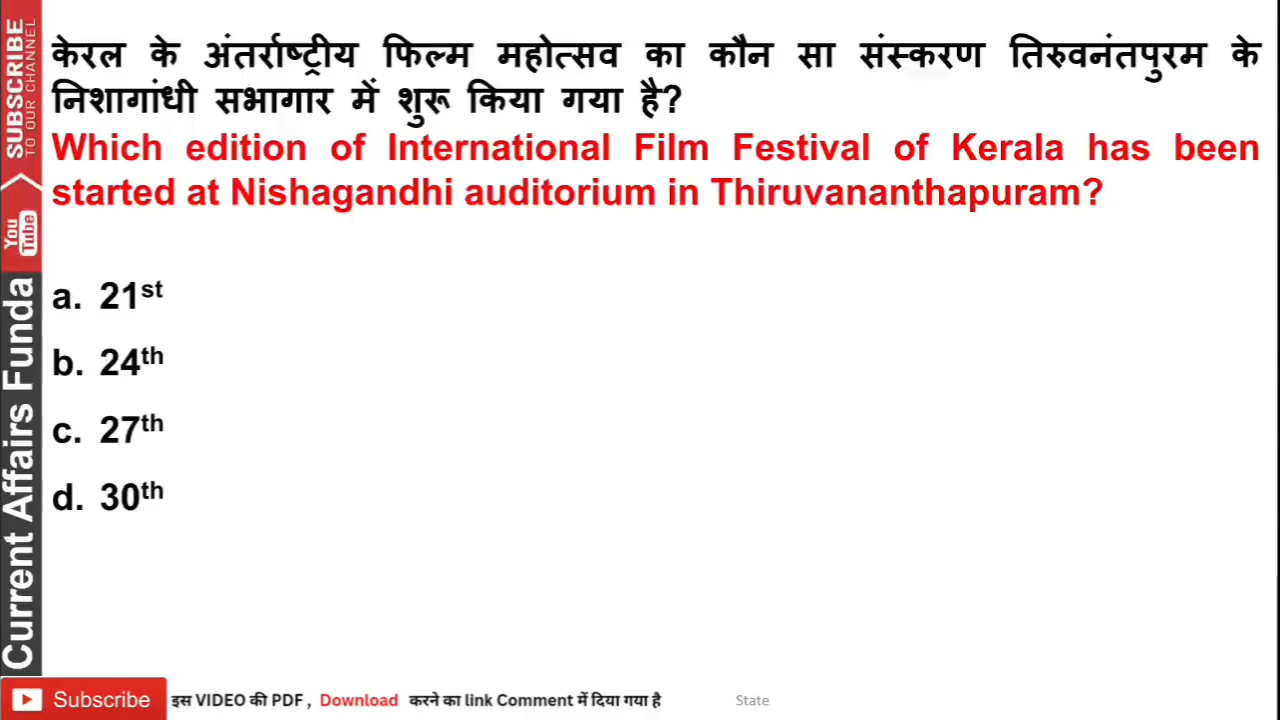 केरल के अंतर्राष्ट्रीय फिल्म महोत्सव का कौन सा संस्करण तिरुवनंतपुरम के
निशागांधी सभागार में शुरू किया गया है?
Which edition of International Film Festival of Kerala has been
started at Nishagandhi auditorium in Thiruvananthapuram?
a. 21st
b. 24th
c. 27th
d. 30th
SUBSCRIBE
TO OUR CHANNEL
You
Tube
Current Affairs Funda
Subscribe इस VIDEO की PDF , Download करने का link Comment में दिया गया है State